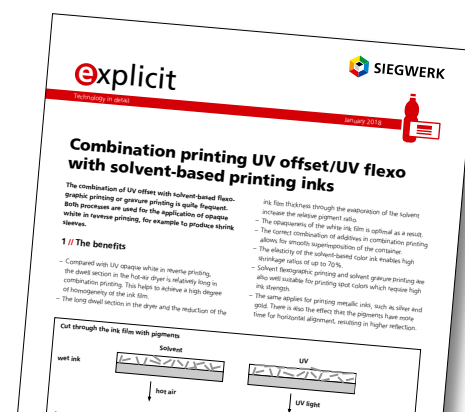 SIEGWERK
explicit
Technology in detail
January 2018
Combination printing UV offset/UV flexo
with solvent-based printing inks
The combination of UV offset with solvent-based flexo-
graphic printing or gravure printing is quite frequent.
Both processes are used for the application of opaque
white in reverse printing, for example to produce shrink
sleeves.
1 // The benefits
– Compared with UV opaque white in reverse printing,
the dwell section in the hot-air dryer is relatively long in
combination printing. This helps to achieve a high degree
of homogeneity of the ink film.
– The long dwell section in the dryer and the reduction of the
ink film thickness through the evaporation of the solvent
increase the relative pigment ratio.
– The opaqueness of the white ink film is optimal as a result.
– The correct combination of additives in combination printing
allows for smooth superimposition of the container.
– The elasticity of the solvent-based color ink enables high
shrinkage ratios of up to 70%.
– Solvent flexographic printing and solvent gravure printing are
also well suitable for printing spot colors which require high
ink strength.
– The same applies for printing metallic inks, such as silver and
gold. There is also the effect that the pigments have more
time for horizontal alignment, resulting in higher reflection.
Cut through the ink film with pigments
Solvent
UV
wet ink
hot air
UV light